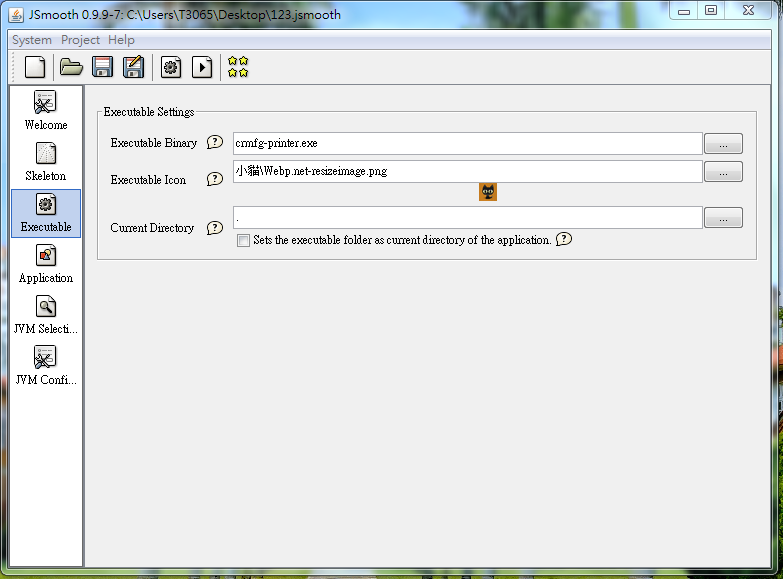 JSmooth 0.9.9-7: C:\Users\T3065\Desktop\123.jsmooth
System Project Help
Welcome
Skeleton
Executable
Application
JVM Selecti...
JVM Confi...
Executable Settings
Executable Binary ? crmfg-printer.exe ...
Executable Icon ? 小貓\Webp.net-resizeimage.png ...
Current Directory ? . ...
Sets the executable folder as current directory of the application. ?